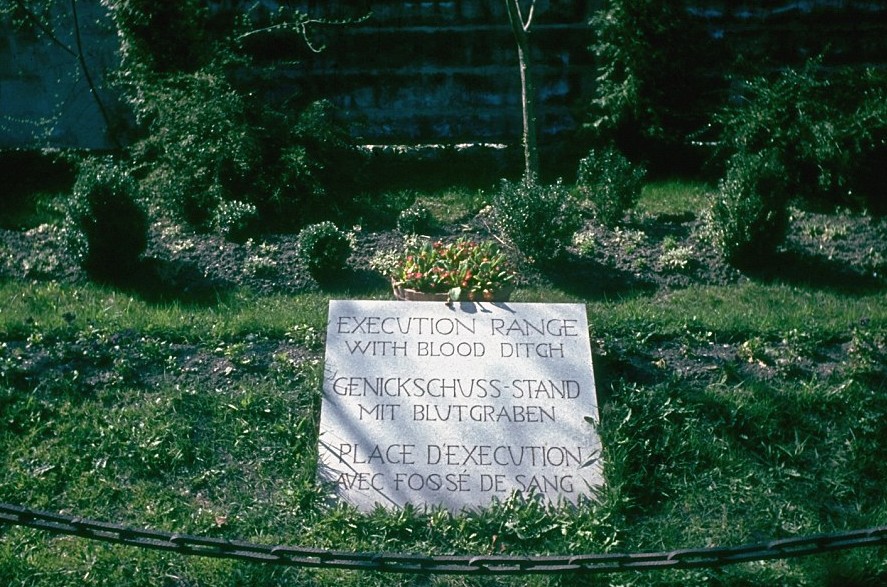 EXECUTION RANGE
WITH BLOOD DITCH
GENICKSCHUSS-STAND
MIT BLUTGRABEN
PLACE D'EXECUTION
AVEC FOSSÉ DE SANG